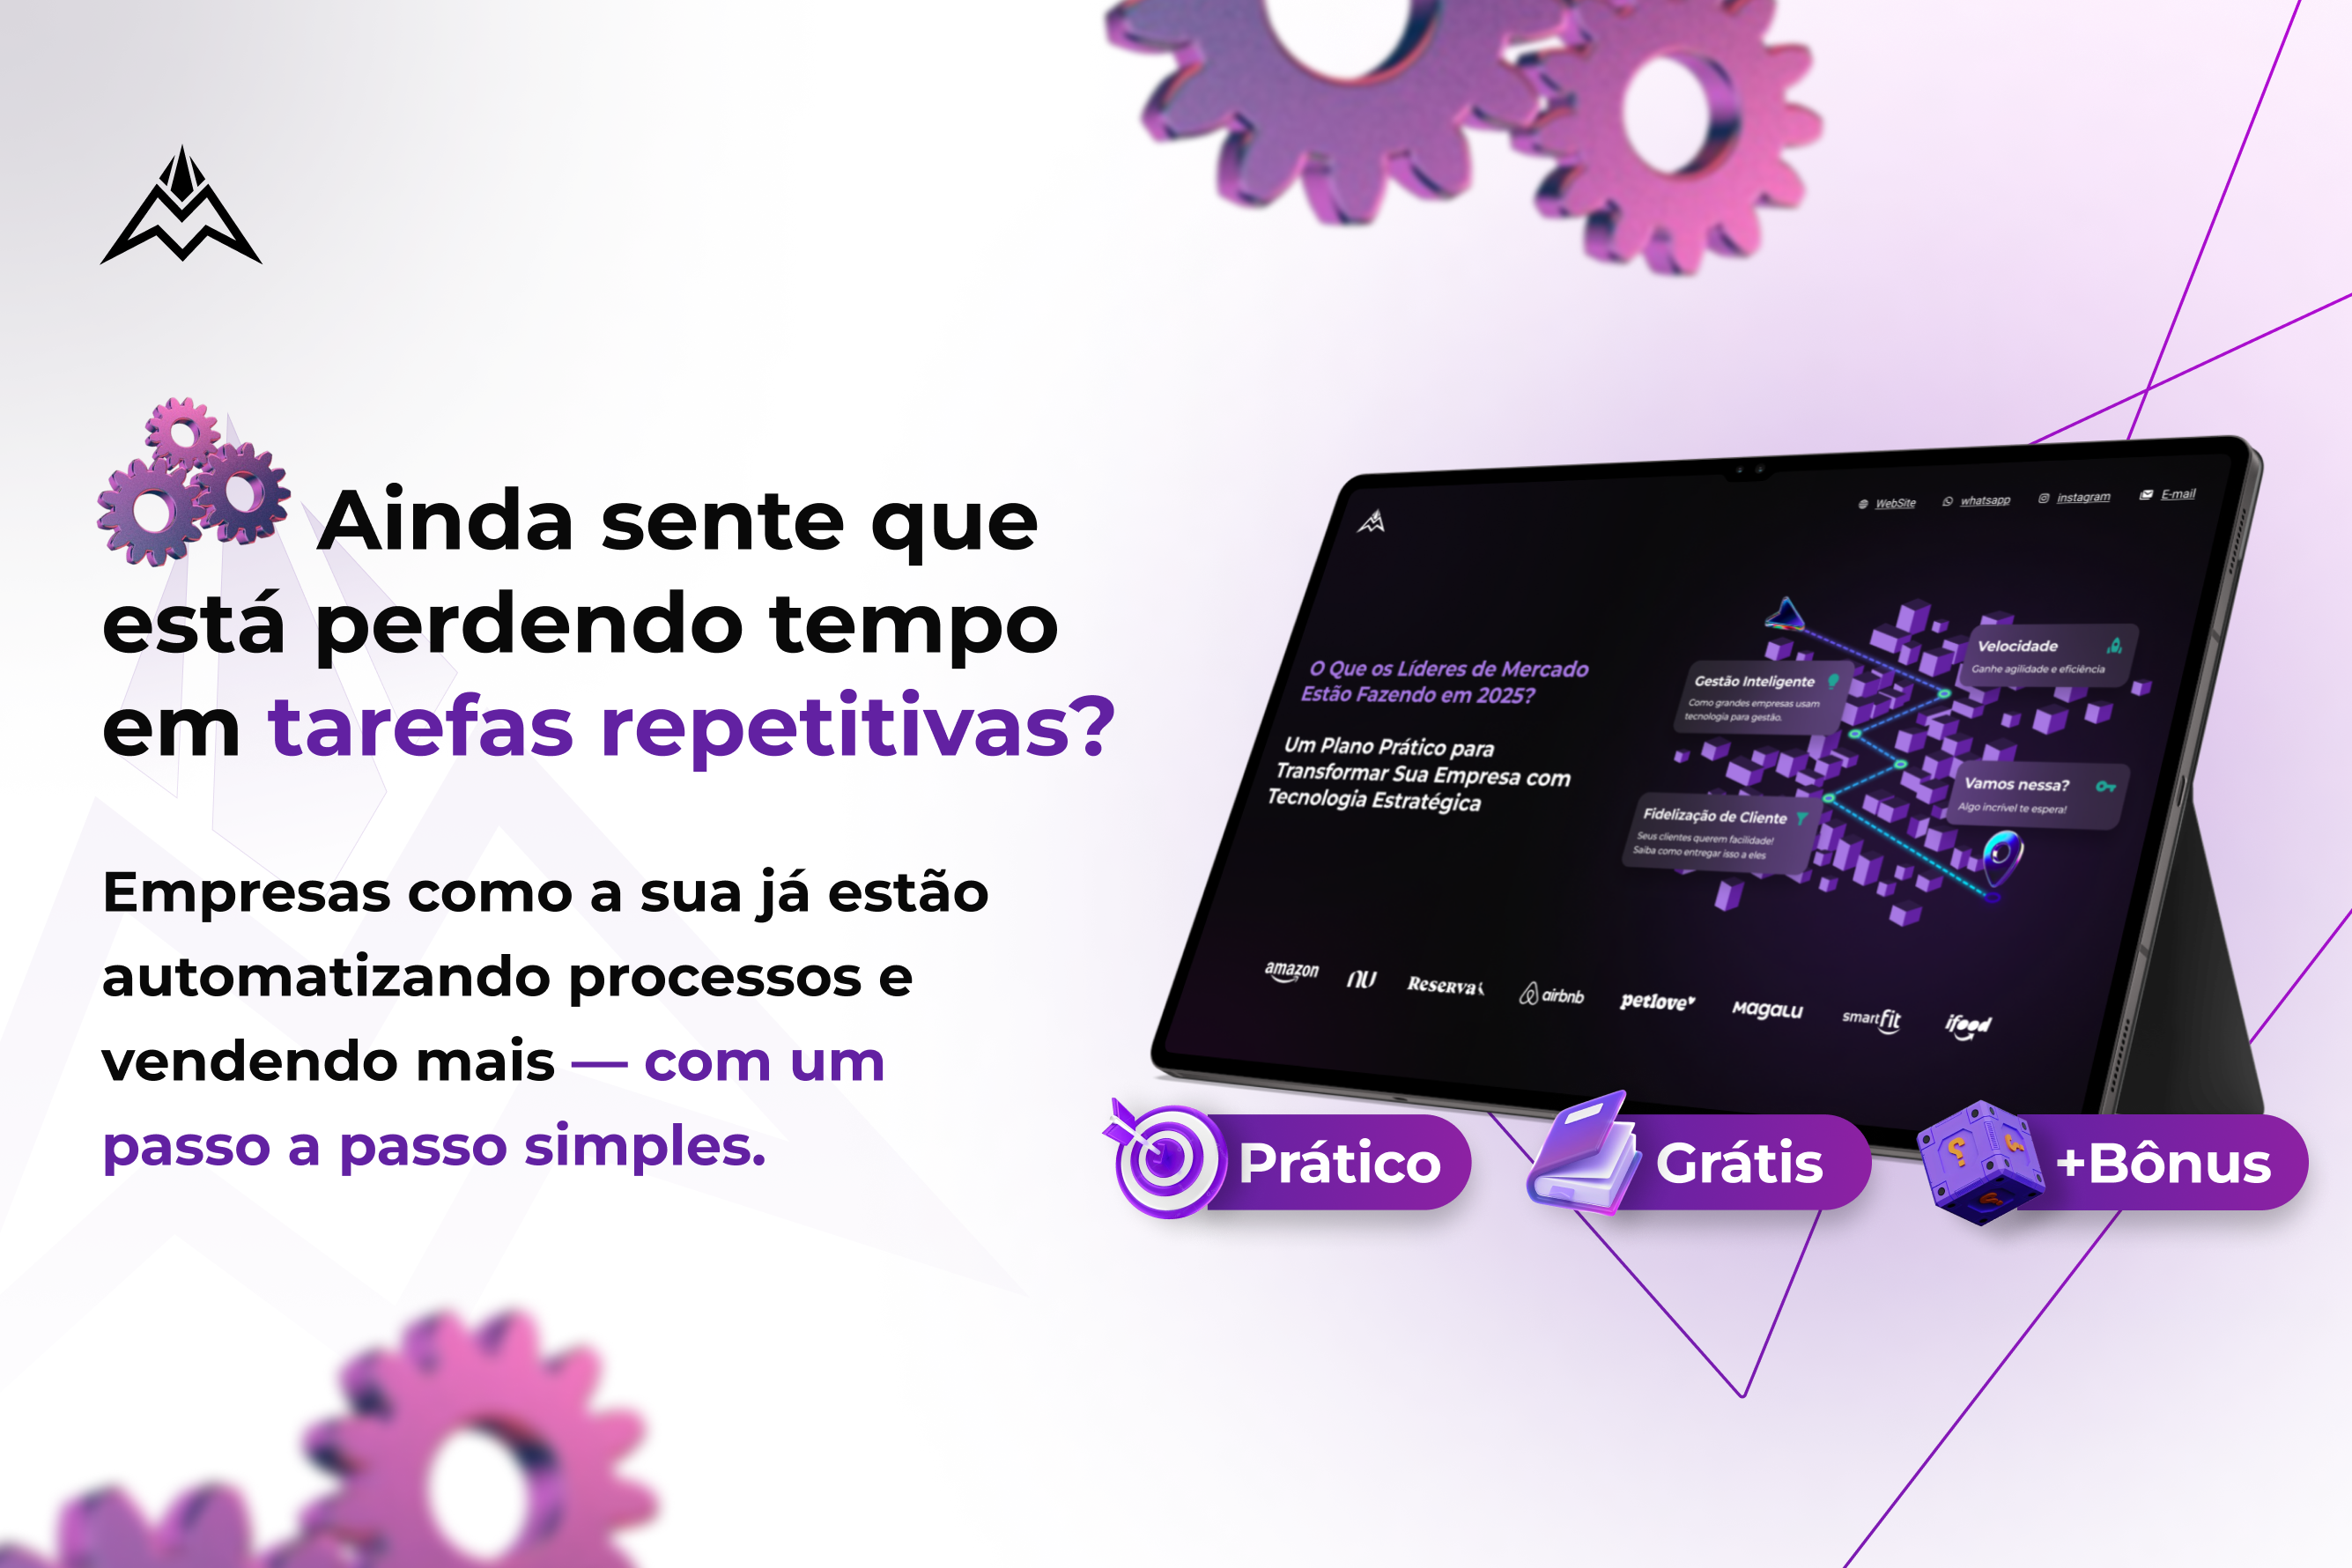 Ainda sente que
está perdendo tempo
em tarefas repetitivas?
Empresas como a sua já estão
automatizando processos e
vendendo mais — com um
passo a passo simples.
WebSite
whatsapp
instagram
E-mail
O Que os Líderes de Mercado
Estão Fazendo em 2025?
Um Plano Prático para
Transformar Sua Empresa com
Tecnologia Estratégica
Velocidade
Ganhe agilidade e eficiência
Gestão Inteligente
Como grandes empresas usam
tecnologia para gestão.
Vamos nessa?
Algo incrível te espera!
Fidelização de Cliente
Seus clientes querem facilidade!
Saiba como entregar isso a eles
amazon
nu
Reserva
airbnb
petlove
Magalu
smartfit
ifood
Prático
Grátis
+Bônus